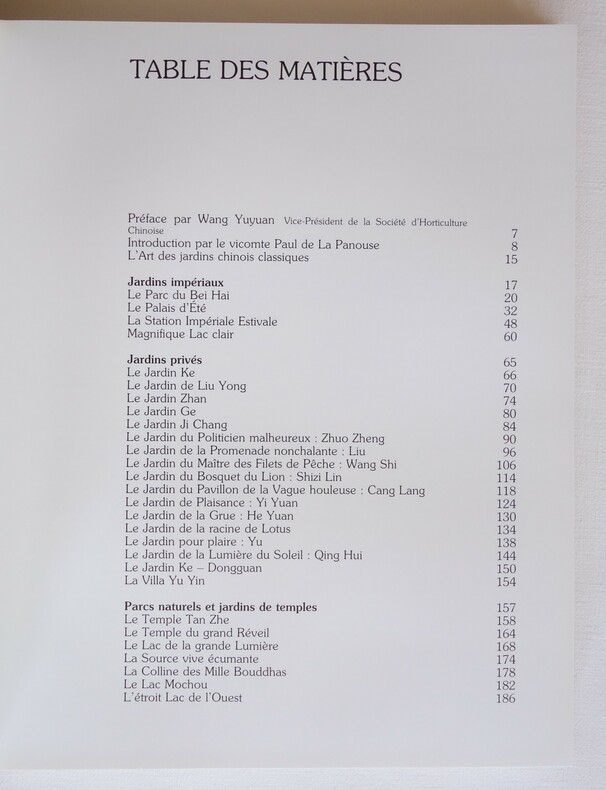 TABLE DES MATIÈRES
Préface par Wang Yuyuan Vice-Président de la Société d'Horticulture
Chinoise 7
Introduction par le vicomte Paul de La Panouse 8
L'Art des jardins chinois classiques 15
Jardins impériaux 17
Le Parc du Bei Hai 20
Le Palais d'Été 32
La Station Impériale Estivale 48
Magnifique Lac clair 60
Jardins privés 65
Le Jardin Ke 66
Le Jardin de Liu Yong 70
Le Jardin Zhan 74
Le Jardin Ge 80
Le Jardin Ji Chang 84
Le Jardin du Politicien malheureux : Zhuo Zheng 90
Le Jardin de la Promenade nonchalante : Liu 96
Le Jardin du Maître des Filets de Pêche : Wang Shi 106
Le Jardin du Bosquet du Lion : Shizi Lin 114
Le Jardin du Pavillon de la Vague houleuse : Cang Lang 118
Le Jardin de Plaisance : Yi Yuan 124
Le Jardin de la Grue : He Yuan 130
Le Jardin de la racine de Lotus 134
Le Jardin pour plaire : Yu 138
Le Jardin de la Lumière du Soleil : Qing Hui 144
Le Jardin Ke – Dongguan 150
La Villa Yu Yin 154
Parcs naturels et jardins de temples 157
Le Temple Tan Zhe 158
Le Temple du grand Réveil 164
Le Lac de la grande Lumière 168
La Source vive écumante 174
La Colline des Mille Bouddhas 178
Le Lac Mochou 182
L'étroit Lac de l'Ouest 186